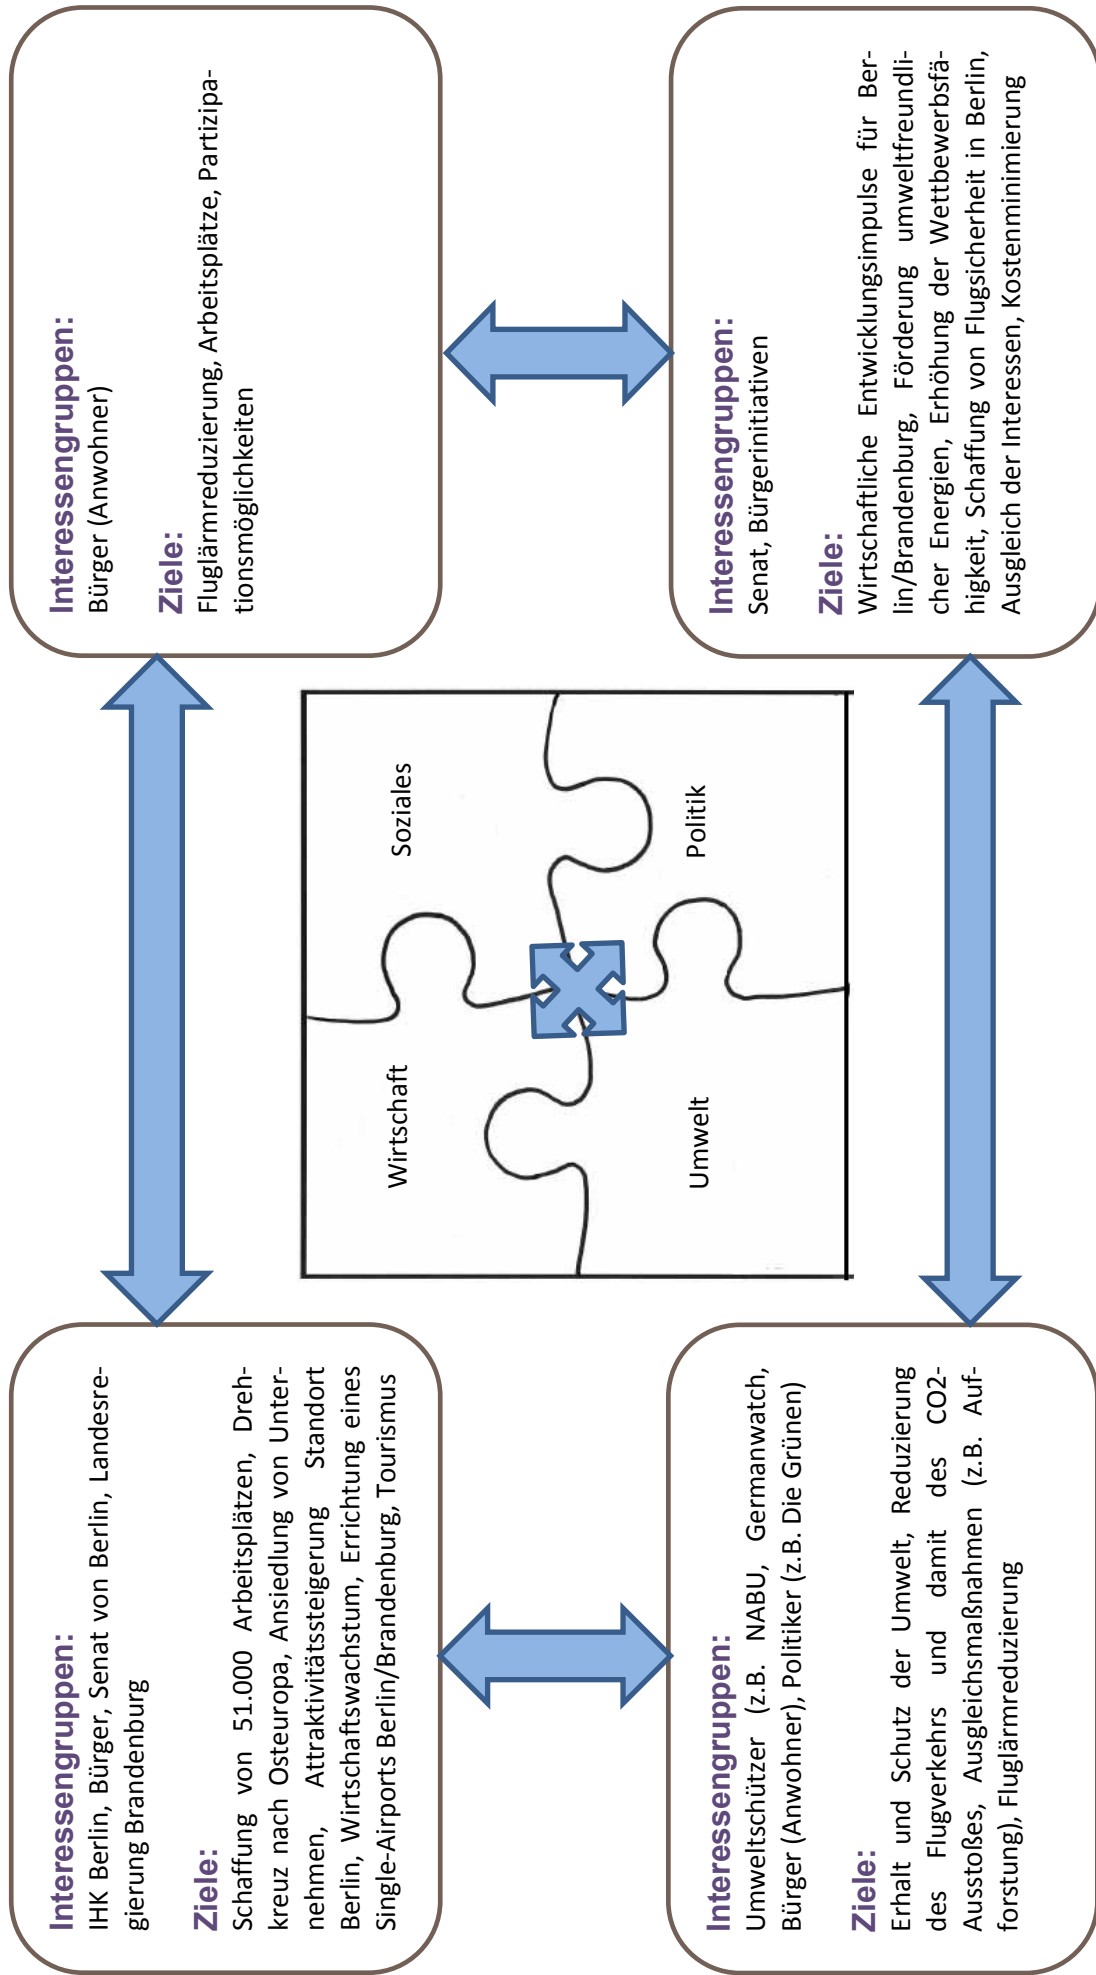 Interessengruppen:
IHK Berlin, Bürger, Senat von Berlin, Landesre-
gierung Brandenburg
Ziele:
Schaffung von 51.000 Arbeitsplätzen, Dreh-
kreuz nach Osteuropa, Ansiedlung von Unter-
nehmen, Attraktivitätssteigerung Standort
Berlin, Wirtschaftswachstum, Errichtung eines
Single-Airports Berlin/Brandenburg, Tourismus
Interessengruppen:
Bürger (Anwohner)
Ziele:
Fluglärmreduzierung, Arbeitsplätze, Partizipa-
tionsmöglichkeiten
Wirtschaft
Soziales
Umwelt
Politik
Interessengruppen:
Umweltschützer (z.B. NABU, Germanwatch,
Bürger (Anwohner), Politiker (z.B. Die Grünen)
Ziele:
Erhalt und Schutz der Umwelt, Reduzierung
des Flugverkehrs und damit des CO2-
Ausstoßes, Ausgleichsmaßnahmen (z.B. Auf-
forstung), Fluglärmreduzierung
Interessengruppen:
Senat, Bürgerinitiativen
Ziele:
Wirtschaftliche Entwicklungsimpulse für Ber-
lin/Brandenburg, Förderung umweltfreundli-
cher Energien, Erhöhung der Wettbewerbsfä-
higkeit, Schaffung von Flugsicherheit in Berlin,
Ausgleich der Interessen, Kostenminimierung